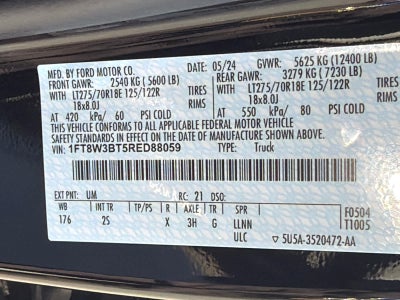 MFD. BY FORD MOTOR CO. 05/24 GVWR: 5625 KG (12400 LB)
FRONT GAWR: 2540 KG (5600 LB) REAR GAWR: 3279 KG (7230 LB)
WITH LT275/70R18E 125/122R TIRES WITH LT275/70R18E 125/122R TIRES
18x8.0J RIMS 18x8.0J RIMS
AT 420 kPa/ 60 PSI COLD AT 550 kPa/ 80 PSI COLD
THIS VEHICLE CONFORMS TO ALL APPLICABLE FEDERAL MOTOR VEHICLE
SAFETY STANDARDS IN EFFECT ON THE DATE OF MANUFACTURE
SHOWN ABOVE.
VIN: 1FT8W3BT5RED88059 TYPE: Truck
EXT PNT: UM RC: 21 DSO:
WB INT TR TP/PS R AXLE TR SPR F0504
176 2S X 3H G LLNN T1005
ULC ▽ 5U5A-3520472-AA